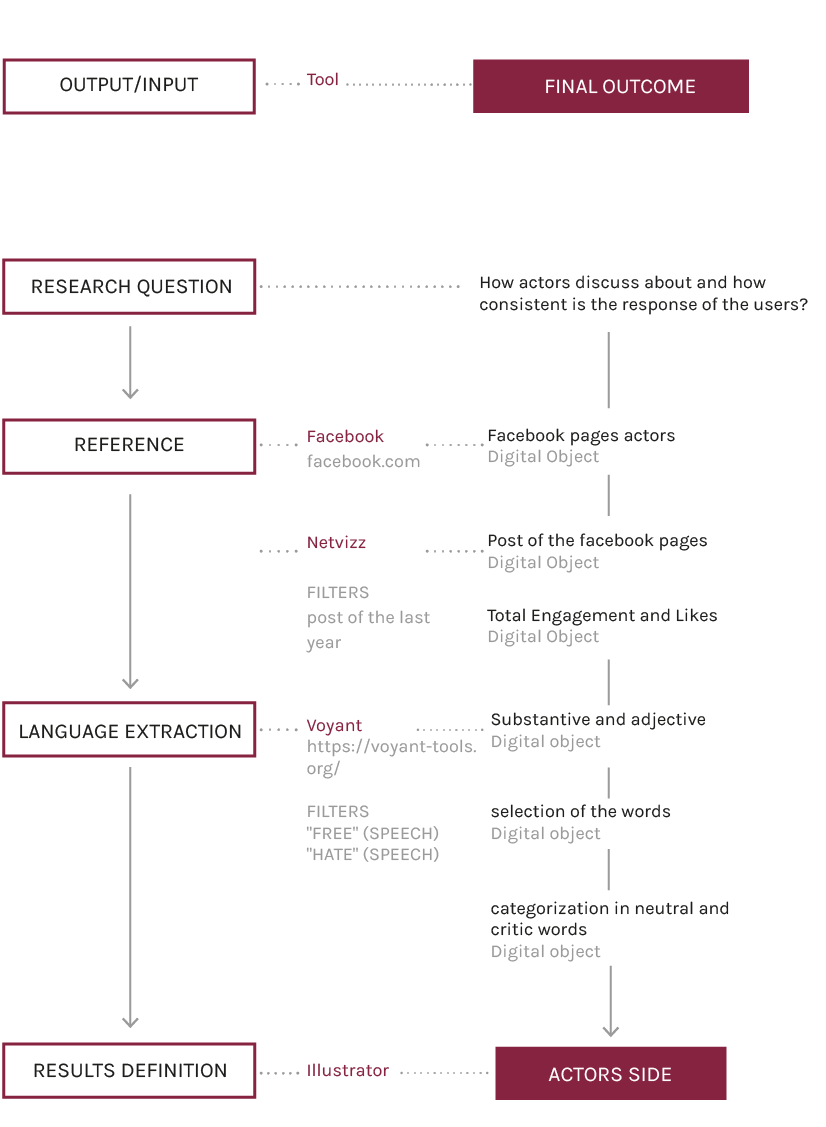 OUTPUT/INPUT
Tool
FINAL OUTCOME
RESEARCH QUESTION
How actors discuss about and how
consistent is the response of the users?
REFERENCE
Facebook
facebook.com
Facebook pages actors
Digital Object
Netvizz
Post of the facebook pages
Digital Object
FILTERS
post of the last
year
Total Engagement and Likes
Digital Object
LANGUAGE EXTRACTION
Voyant
https://voyant-tools.
org/
Substantive and adjective
Digital object
FILTERS
"FREE" (SPEECH)
"HATE" (SPEECH)
selection of the words
Digital object
categorization in neutral and
critic words
Digital object
RESULTS DEFINITION
Illustrator
ACTORS SIDE